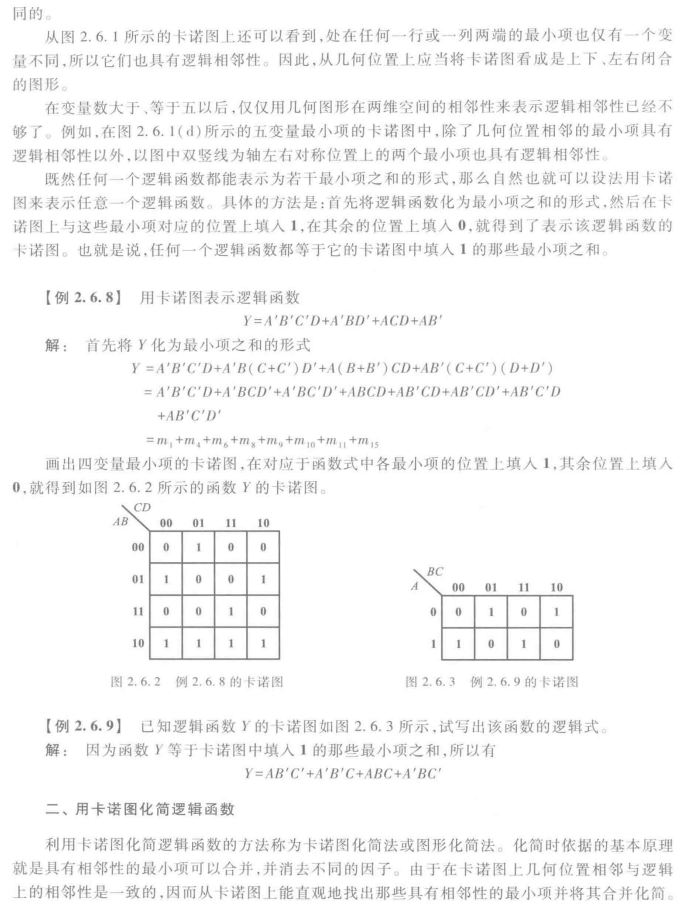 同的。
从图 2.6.1 所示的卡诺图上还可以看到,处在任何一行或一列两端的最小项也仅有一个变
量不同,所以它们也具有逻辑相邻性。因此,从几何位置上应当将卡诺图看成是上下、左右闭合
的图形。
在变量数大于、等于五以后,仅仅用几何图形在两维空间的相邻性来表示逻辑相邻性已经不
够了。例如,在图 2.6.1(d)所示的五变量最小项的卡诺图中,除了几何位置相邻的最小项具有
逻辑相邻性以外,以图中双竖线为轴左右对称位置上的两个最小项也具有逻辑相邻性。
既然任何一个逻辑函数都能表示为若干最小项之和的形式,那么自然也就可以设法用卡诺
图来表示任意一个逻辑函数。具体的方法是:首先将逻辑函数化为最小项之和的形式,然后在卡
诺图上与这些最小项对应的位置上填入 1,在其余的位置上填入 0,就得到了表示该逻辑函数的
卡诺图。也就是说,任何一个逻辑函数都等于它的卡诺图中填入 1 的那些最小项之和。
【例 2.6.8】 用卡诺图表示逻辑函数
Y=A′B′C′D+A′BD′+ACD+AB′
解: 首先将 Y 化为最小项之和的形式
Y =A′B′C′D+A′B(C+C′)D′+A(B+B′)CD+AB′(C+C′)(D+D′)
=A′B′C′D+A′BCD′+A′BC′D′+ABCD+AB′CD+AB′CD′+AB′C′D
+AB′C′D′
=m₁+m₄+m₆+m₈+m₉+m₁₀+m₁₁+m₁₅
画出四变量最小项的卡诺图,在对应于函数式中各最小项的位置上填入 1,其余位置上填入
0,就得到如图 2.6.2 所示的函数 Y 的卡诺图。
CD
AB 00 01 11 10
00 0 1 0 0
01 1 0 0 1
11 0 0 1 0
10 1 1 1 1
图 2.6.2 例 2.6.8 的卡诺图
BC
A 00 01 11 10
0 0 1 0 1
1 1 0 1 0
图 2.6.3 例 2.6.9 的卡诺图
【例 2.6.9】 已知逻辑函数 Y 的卡诺图如图 2.6.3 所示,试写出该函数的逻辑式。
解: 因为函数 Y 等于卡诺图中填入 1 的那些最小项之和,所以有
Y=AB′C′+A′B′C+ABC+A′BC′
二、用卡诺图化简逻辑函数
利用卡诺图化简逻辑函数的方法称为卡诺图化简法或图形化简法。化简时依据的基本原理
就是具有相邻性的最小项可以合并,并消去不同的因子。由于在卡诺图上几何位置相邻与逻辑
上的相邻性是一致的,因而从卡诺图上能直观地找出那些具有相邻性的最小项并将其合并化简。